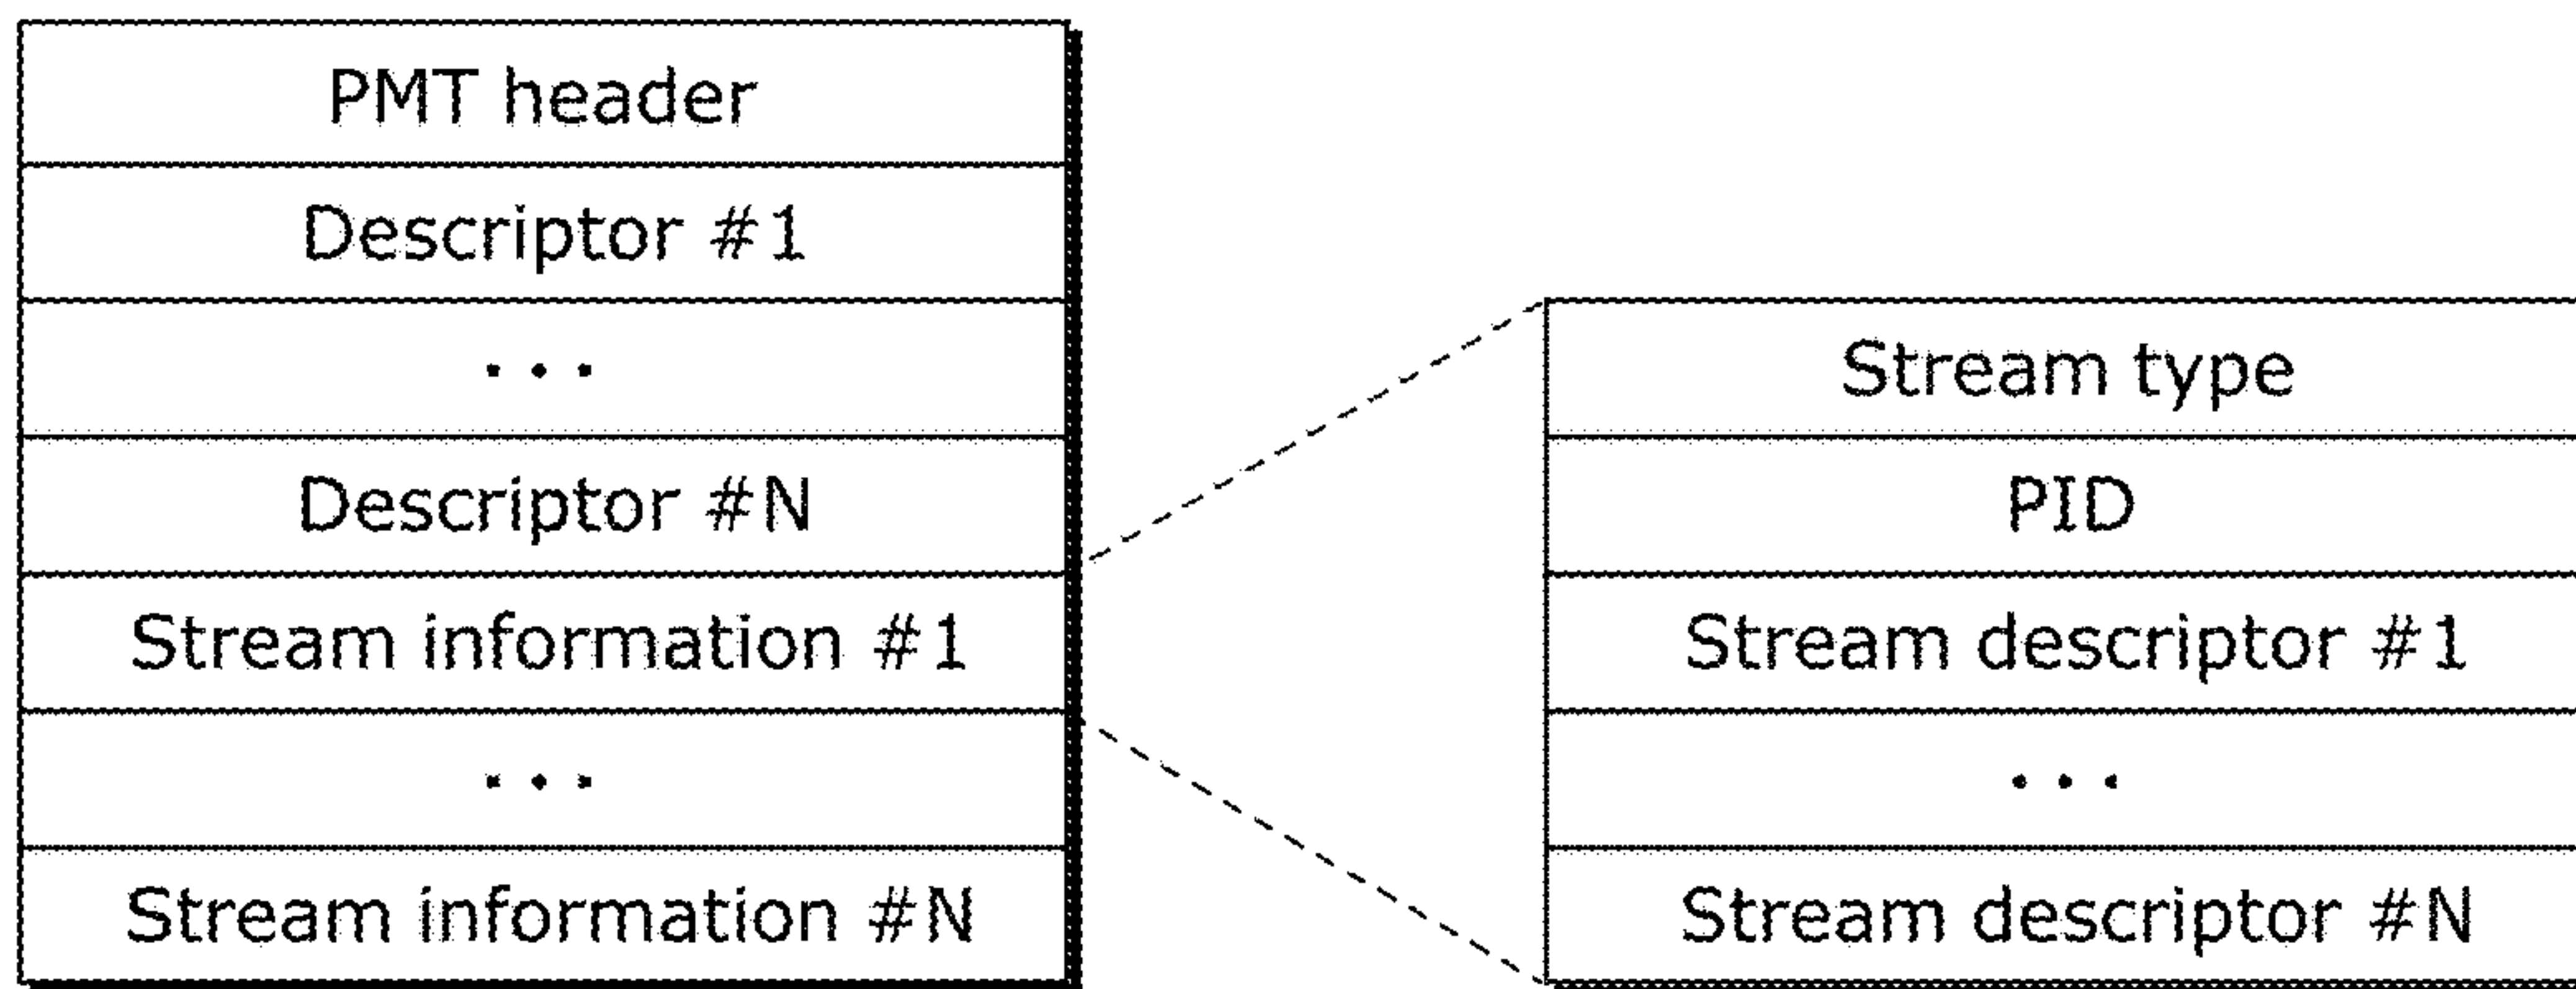 PMT header
Descriptor #1
...
Descriptor #N
Stream information #1
...
Stream information #N
Stream type
PID
Stream descriptor #1
...
Stream descriptor #N